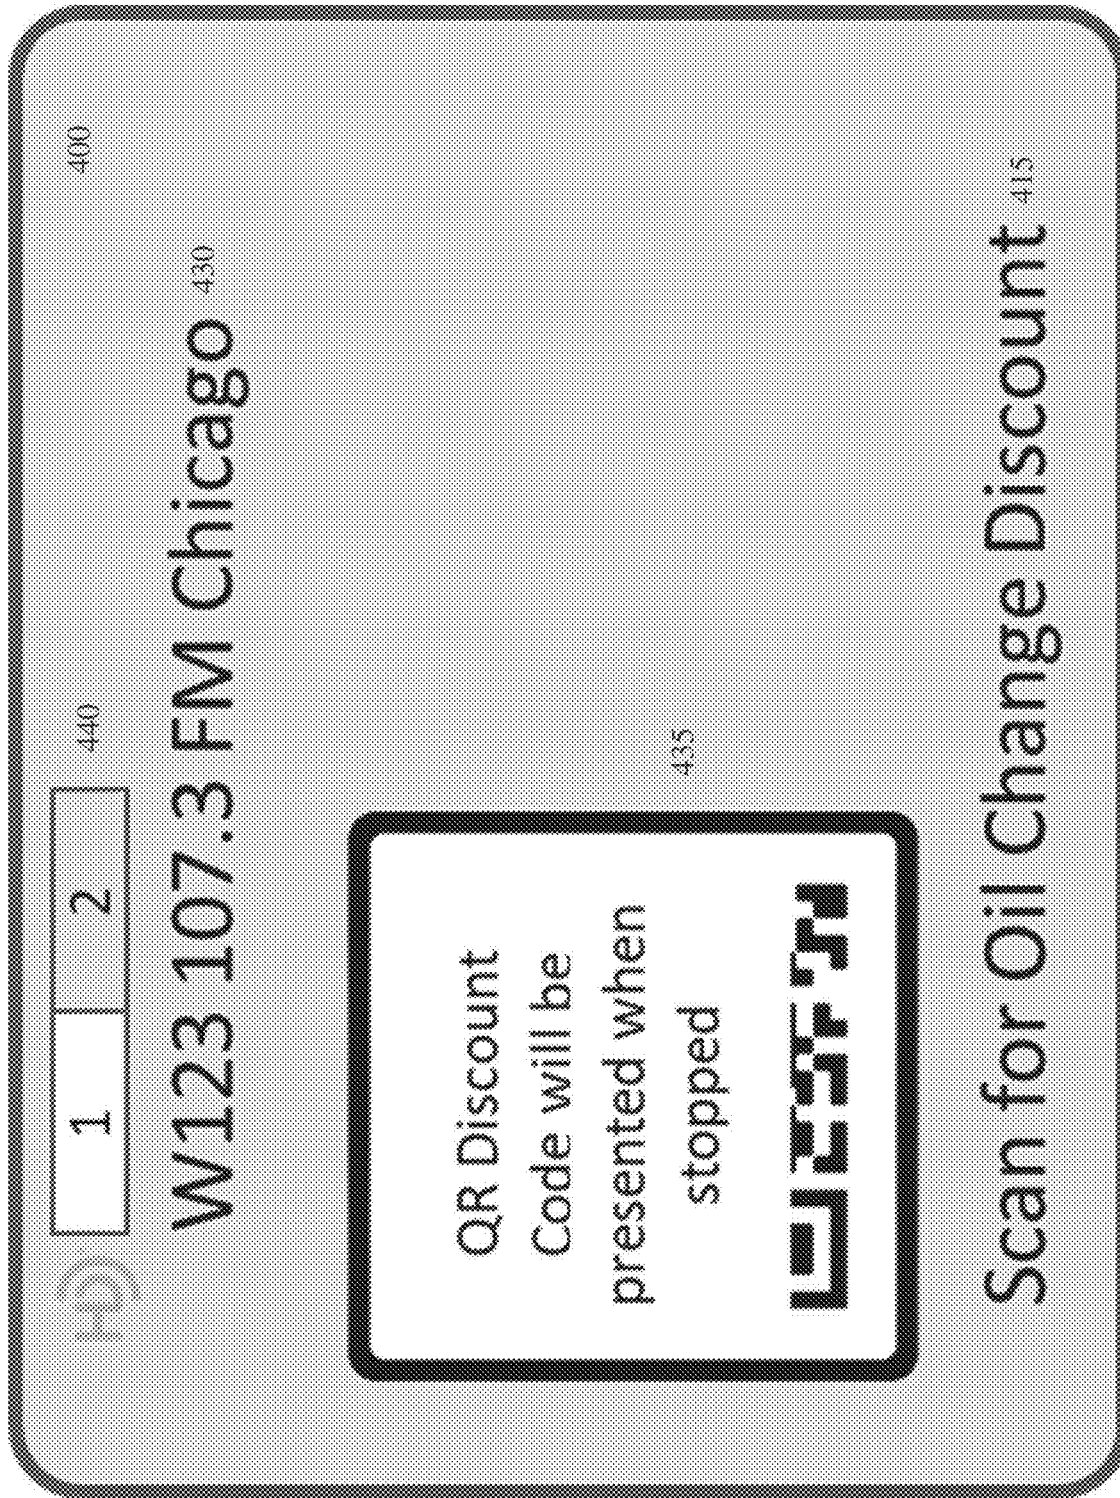 HD 1 2 440 400
W123 107.3 FM Chicago 430
QR Discount
Code will be
presented when
stopped
435
Scan for Oil Change Discount 415